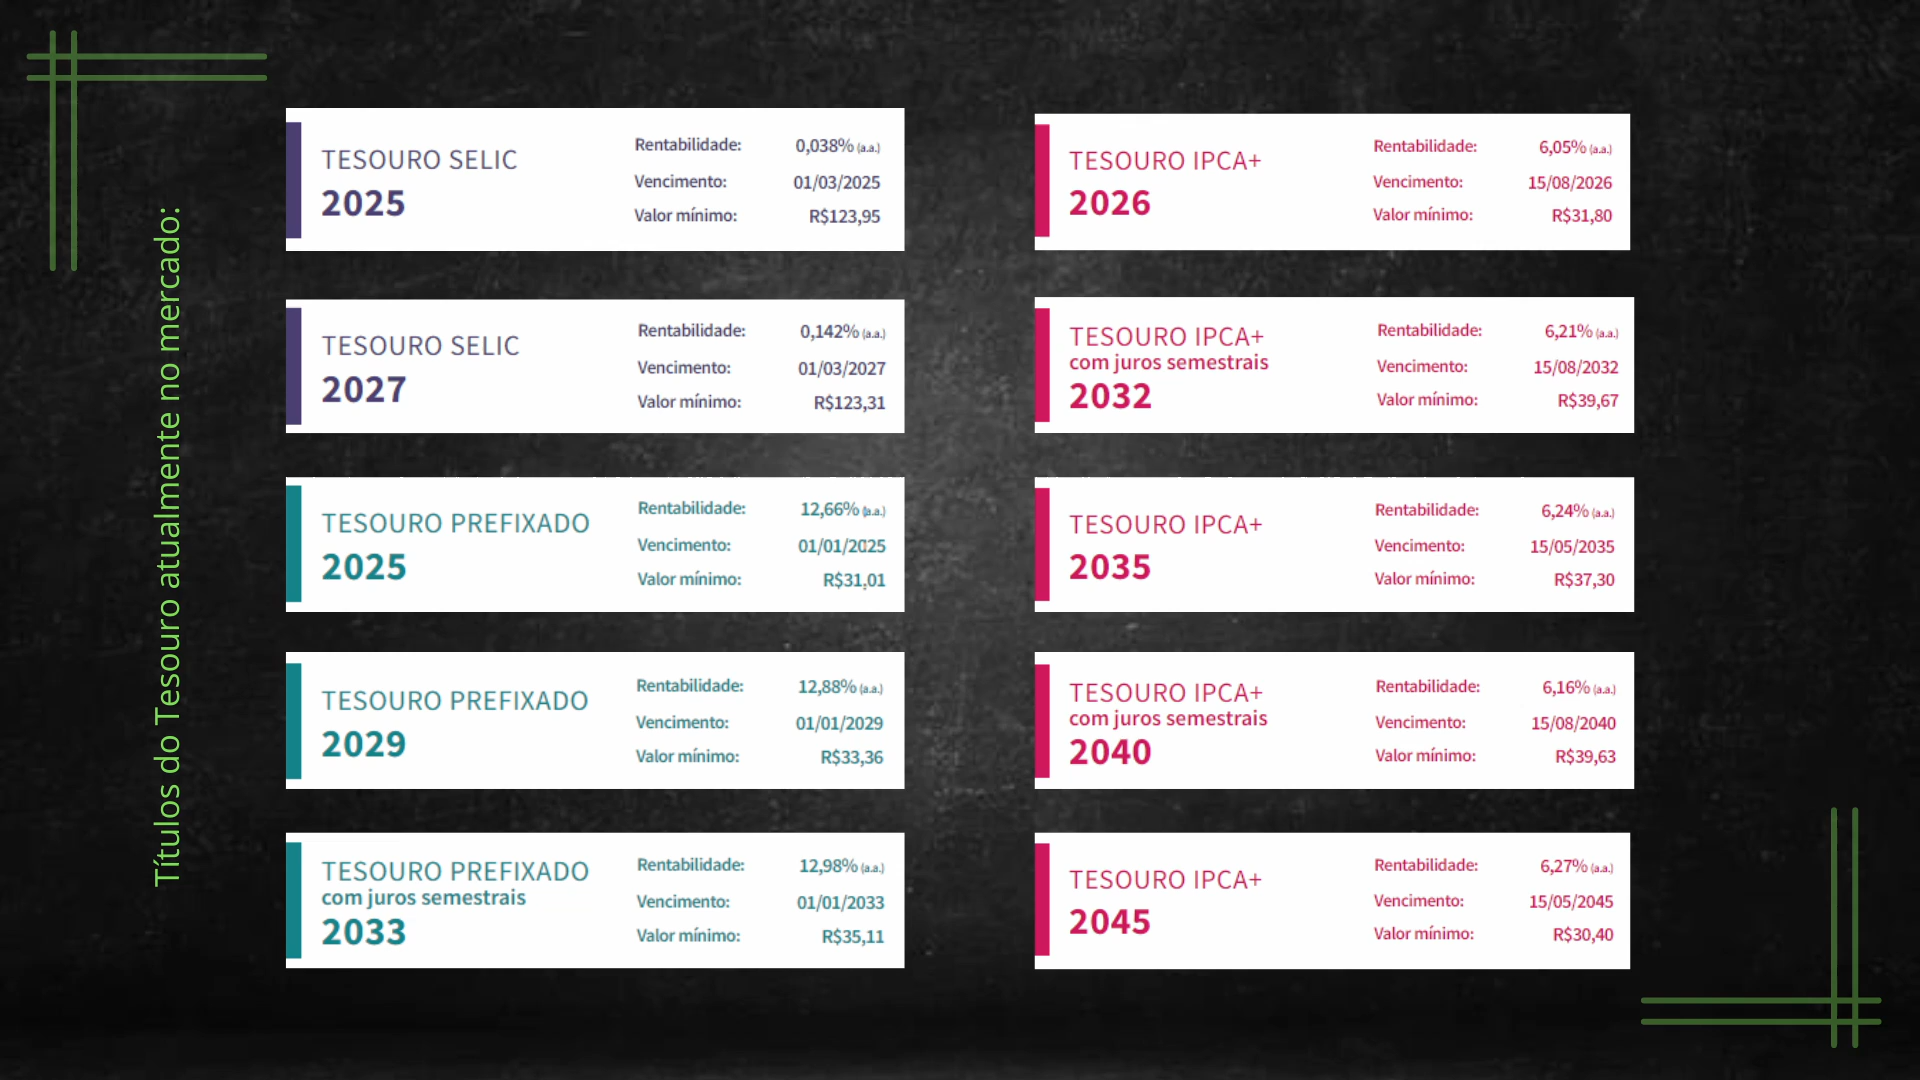 Títulos do Tesouro atualmente no mercado:
TESOURO SELIC
2025
Rentabilidade: 0,038% (a.a.)
Vencimento: 01/03/2025
Valor mínimo: R$123,95
TESOURO SELIC
2027
Rentabilidade: 0,142% (a.a.)
Vencimento: 01/03/2027
Valor mínimo: R$123,31
TESOURO PREFIXADO
2025
Rentabilidade: 12,66% (a.a.)
Vencimento: 01/01/2025
Valor mínimo: R$31,01
TESOURO PREFIXADO
2029
Rentabilidade: 12,88% (a.a.)
Vencimento: 01/01/2029
Valor mínimo: R$33,36
TESOURO PREFIXADO
com juros semestrais
2033
Rentabilidade: 12,98% (a.a.)
Vencimento: 01/01/2033
Valor mínimo: R$35,11
TESOURO IPCA+
2026
Rentabilidade: 6,05% (a.a.)
Vencimento: 15/08/2026
Valor mínimo: R$31,80
TESOURO IPCA+
com juros semestrais
2032
Rentabilidade: 6,21% (a.a.)
Vencimento: 15/08/2032
Valor mínimo: R$39,67
TESOURO IPCA+
2035
Rentabilidade: 6,24% (a.a.)
Vencimento: 15/05/2035
Valor mínimo: R$37,30
TESOURO IPCA+
com juros semestrais
2040
Rentabilidade: 6,16% (a.a.)
Vencimento: 15/08/2040
Valor mínimo: R$39,63
TESOURO IPCA+
2045
Rentabilidade: 6,27% (a.a.)
Vencimento: 15/05/2045
Valor mínimo: R$30,40